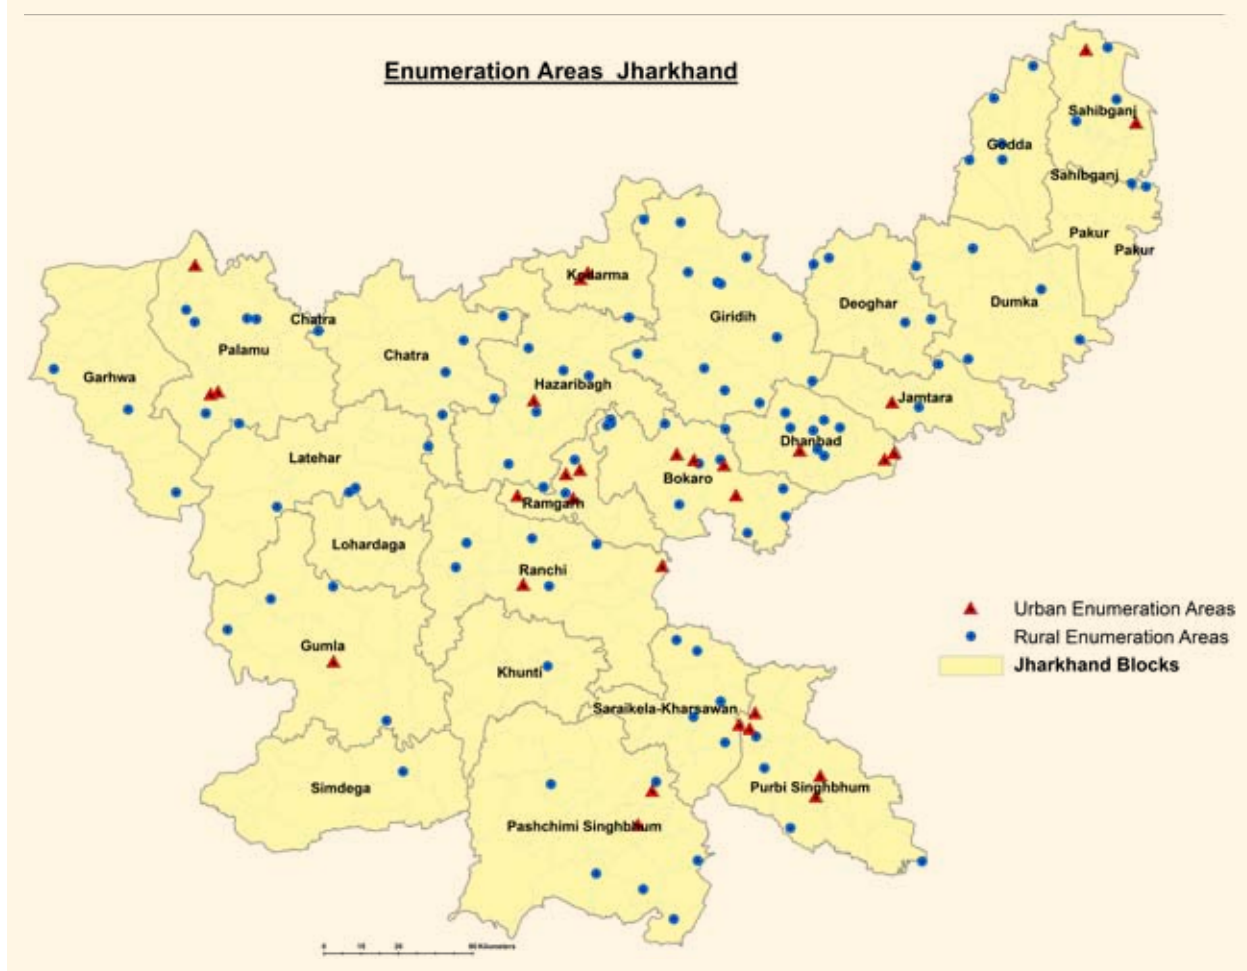 Enumeration Areas Jharkhand
Sahibganj
Godda
Sahibganj
Pakur
Pakur
Kodarma
Deoghar
Dumka
Chatra
Giridih
Palamu
Chatra
Garhwa
Hazaribagh
Jamtara
Dhanbad
Latehar
Bokaro
Ramgarh
Lohardaga
Ranchi
Urban Enumeration Areas
Rural Enumeration Areas
Jharkhand Blocks
Gumla
Khunti
Saraikela-Kharsawan
Simdega
Purbi Singhbhum
Pashchimi Singhbhum